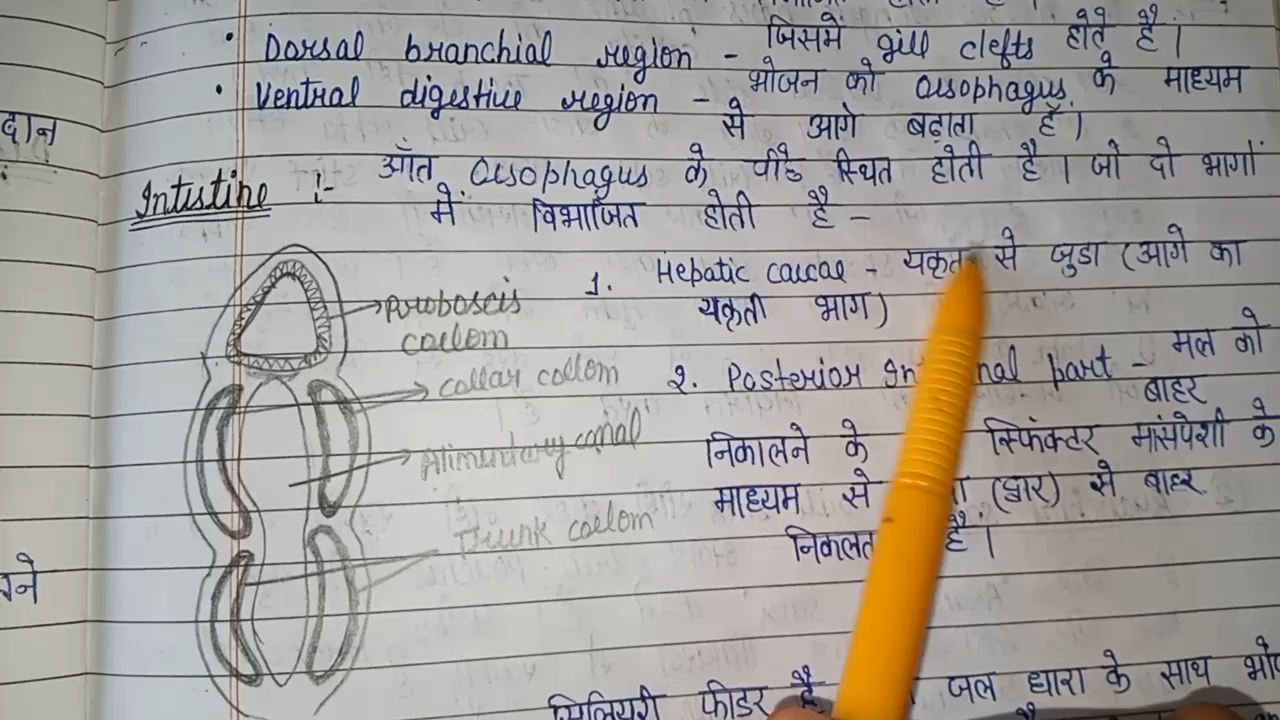 • Dorsal branchial region - जिसमें gill clefts होते है।
• Ventral digestive region - भोजन को oesophagus के माध्यम
से आगे बढ़ाता है।
दान
Intestine :- आँत oesophagus के पीछे स्थित होती है। जो दो भागों
में विभाजित होती है -
1. Hepatic caecae - यकृत से जुडा (आगे का
यकृती भाग)
2. Posterior part - मल को
बाहर
निकालने के स्फिंक्टर मांसपेशी के
माध्यम से (द्वार) से बाहर
है।
proboscis
coelom
collar coelom
Alimentary canal
Trunk coelom
सिलियरी फीडर है जल धारा के साथ